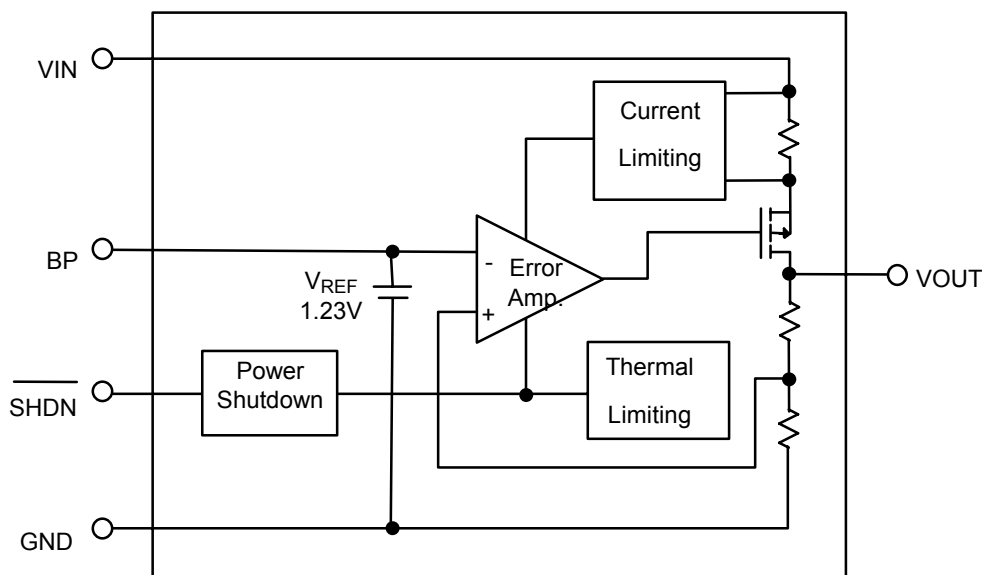 VIN
Current
Limiting
BP
-
Error
Amp.
+
VREF
1.23V
VOUT
Power
Shutdown
Thermal
Limiting
SHDN
GND